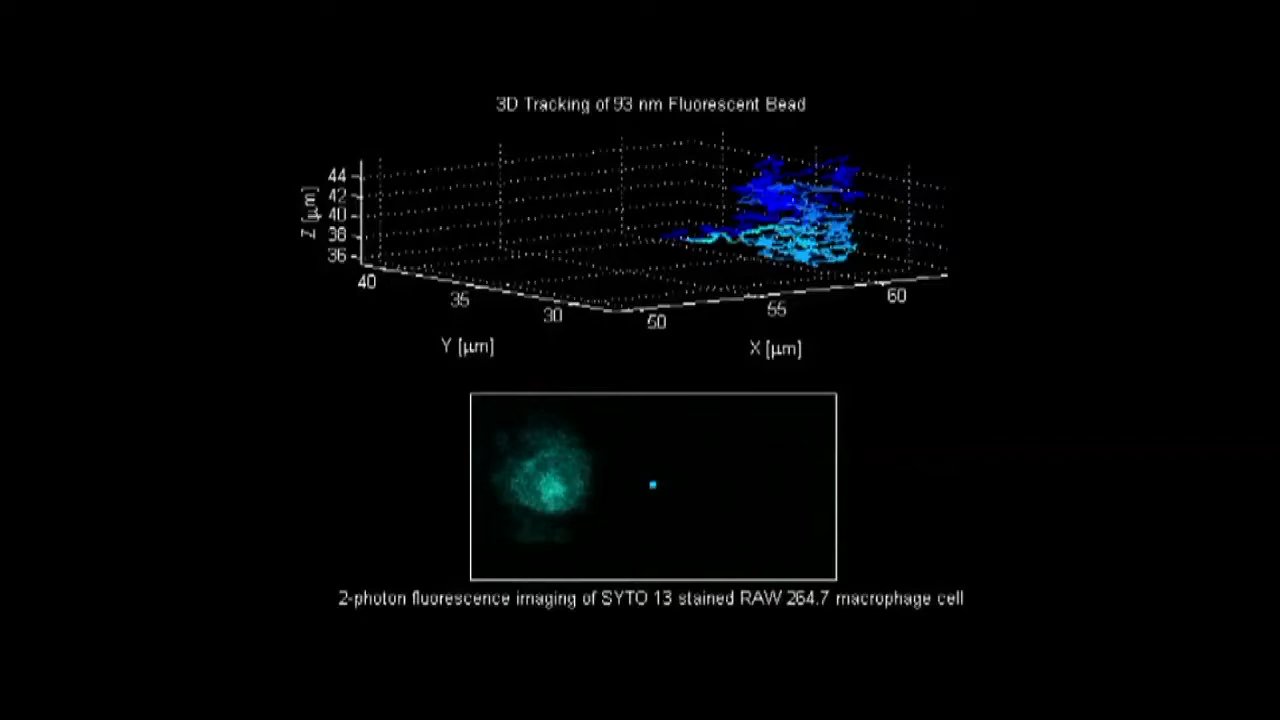 3D Tracking of 93 nm Fluorescent Bead
44
42
40
38
36
Z [μm]
40
35
30
50
55
60
Y [μm]
X [μm]
2-photon fluorescence imaging of SYTO 13 stained RAW 264.7 macrophage cell